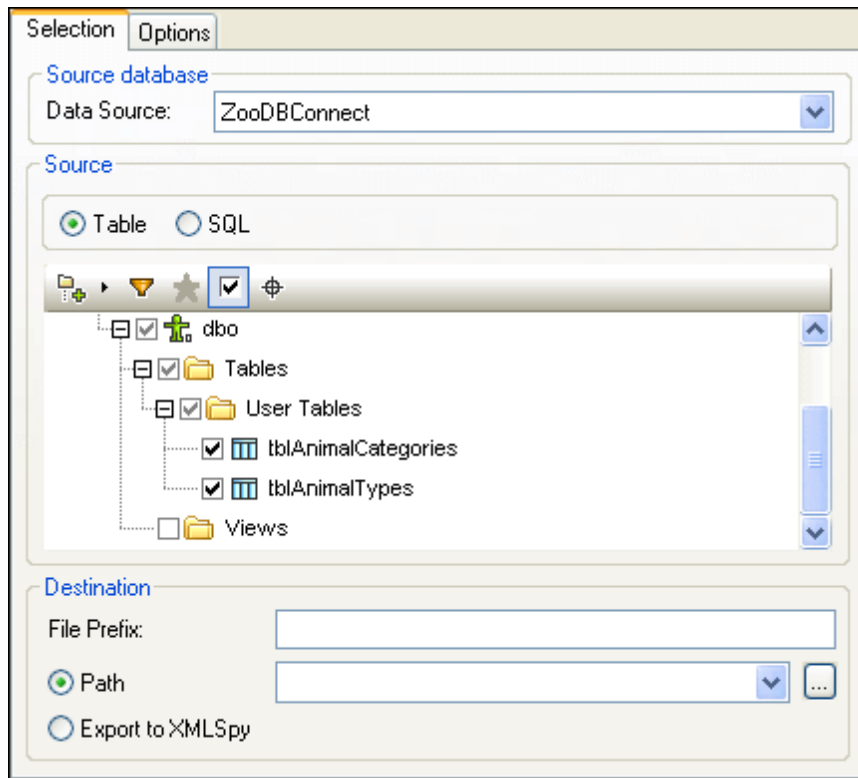 Selection Options
Source database
Data Source: ZooDBConnect
Source
Table SQL
dbo
Tables
User Tables
tblAnimalCategories
tblAnimalTypes
Views
Destination
File Prefix:
Path ...
Export to XMLSpy